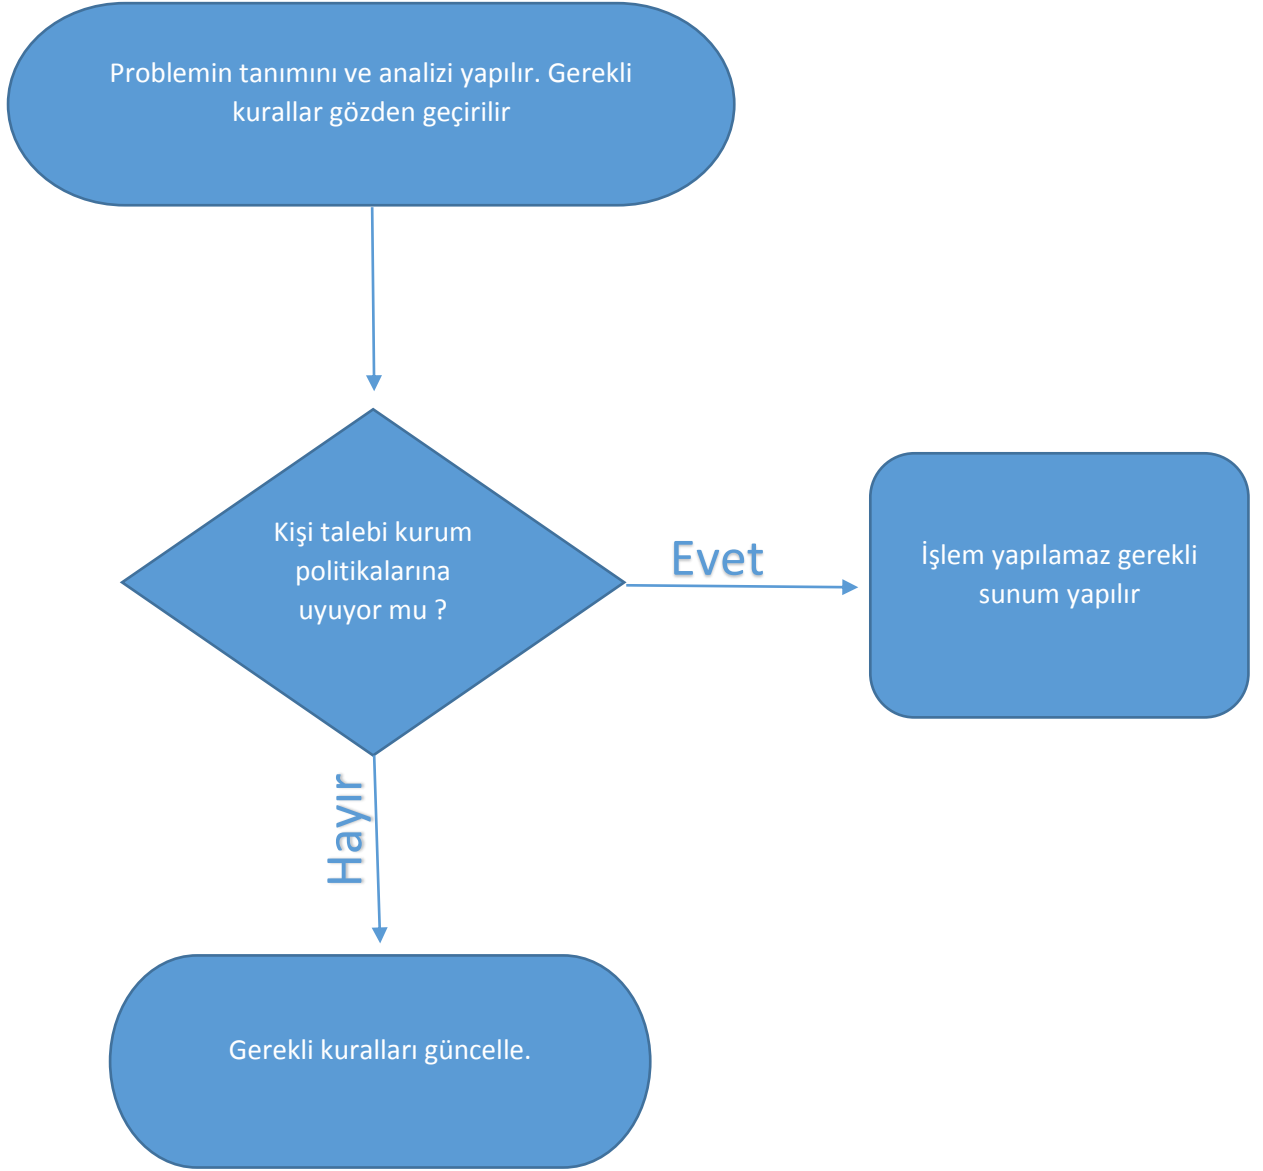 Problemin tanımını ve analizi yapılır. Gerekli
kurallar gözden geçirilir
Kişi talebi kurum
politikalarına
uyuyor mu ?
Evet
İşlem yapılamaz gerekli
sunum yapılır
Hayır
Gerekli kuralları güncelle.